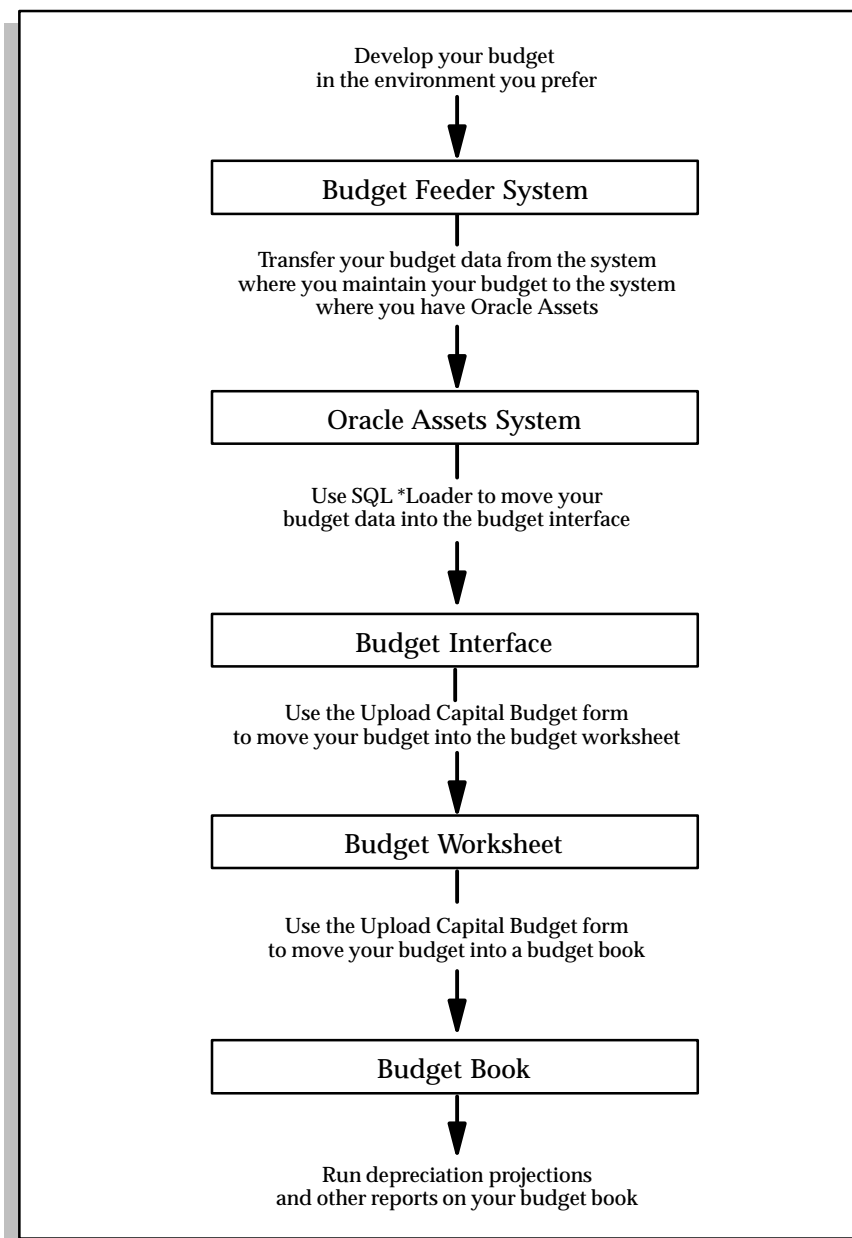 Develop your budget
in the environment you prefer
Budget Feeder System
Transfer your budget data from the system
where you maintain your budget to the system
where you have Oracle Assets
Oracle Assets System
Use SQL *Loader to move your
budget data into the budget interface
Budget Interface
Use the Upload Capital Budget form
to move your budget into the budget worksheet
Budget Worksheet
Use the Upload Capital Budget form
to move your budget into a budget book
Budget Book
Run depreciation projections
and other reports on your budget book